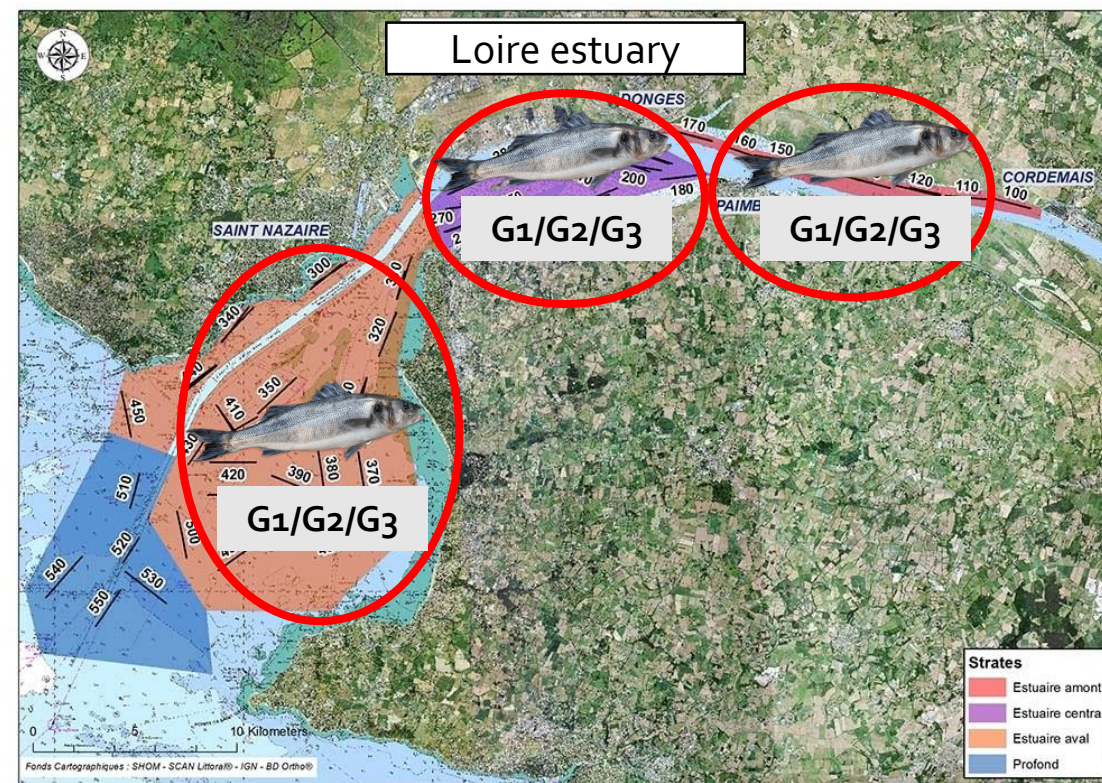 Loire estuary
N
W
E
S
DONGES
170
160
150
120
110
100
CORDEMAIS
200
180
270
G1/G2/G3
G1/G2/G3
SAINT NAZAIRE
300
320
340
350
410
450
420
390
380
370
G1/G2/G3
510
500
520
540
530
550
Strates
Estuaire amont
Estuaire centra
Estuaire aval
Profond
0 5 10 Kilometers
Fonds Cartographiques : SHOM - SCAN Littoral® - IGN - BD Ortho®